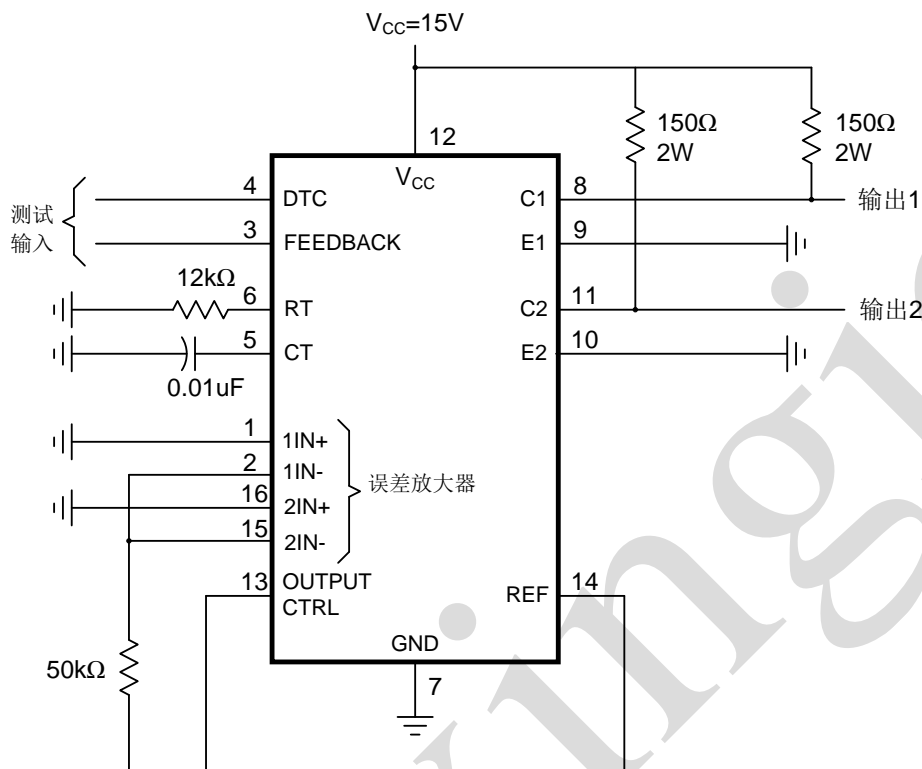 VCC=15V
150Ω
2W
150Ω
2W
12
VCC
测试
输入
4
DTC
3
FEEDBACK
12kΩ
6
RT
5
CT
0.01uF
1
1IN+
2
1IN-
16
2IN+
15
2IN-
误差放大器
13
OUTPUT
CTRL
50kΩ
C1
8
输出1
E1
9
C2
11
输出2
E2
10
REF
14
GND
7